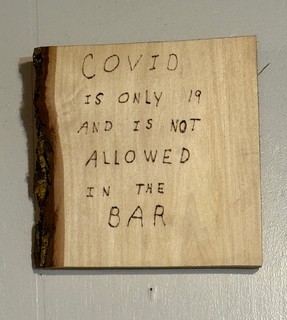 COVID
IS ONLY 19
AND IS NOT
ALLOWED
IN THE
BAR